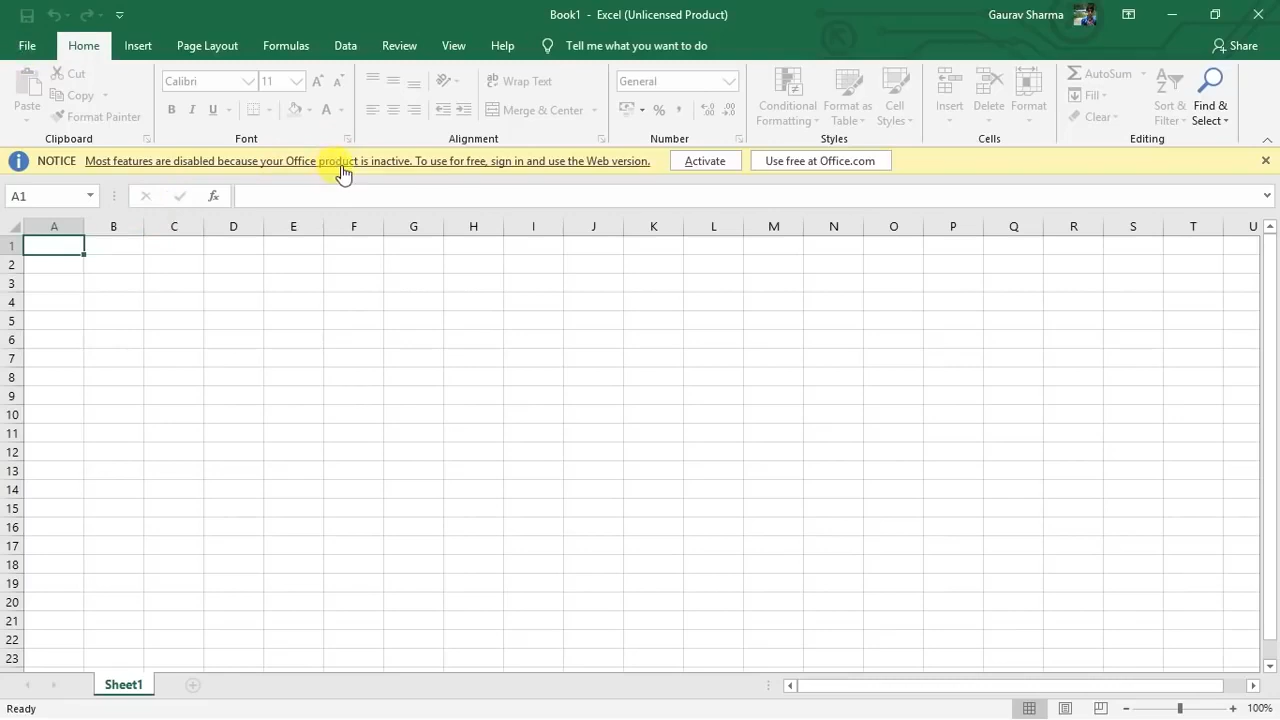 Book1 - Excel (Unlicensed Product)
Gaurav Sharma
File Home Insert Page Layout Formulas Data Review View Help Tell me what you want to do Share
Paste
Cut
Copy
Format Painter
Clipboard
Calibri 11
B I U
Font
Wrap Text
Merge & Center
Alignment
General
%
Number
Conditional Formatting
Format as Table
Cell Styles
Styles
Insert
Delete
Format
Cells
AutoSum
Fill
Clear
Sort & Filter
Find & Select
Editing
NOTICE Most features are disabled because your Office product is inactive. To use for free, sign in and use the Web version. Activate Use free at Office.com
A1 fx
A B C D E F G H I J K L M N O P Q R S T U
1
2
3
4
5
6
7
8
9
10
11
12
13
14
15
16
17
18
19
20
21
22
23
Sheet1
Ready 100%